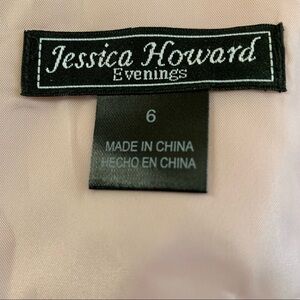 Jessica Howard
Evenings
6
MADE IN CHINA
HECHO EN CHINA